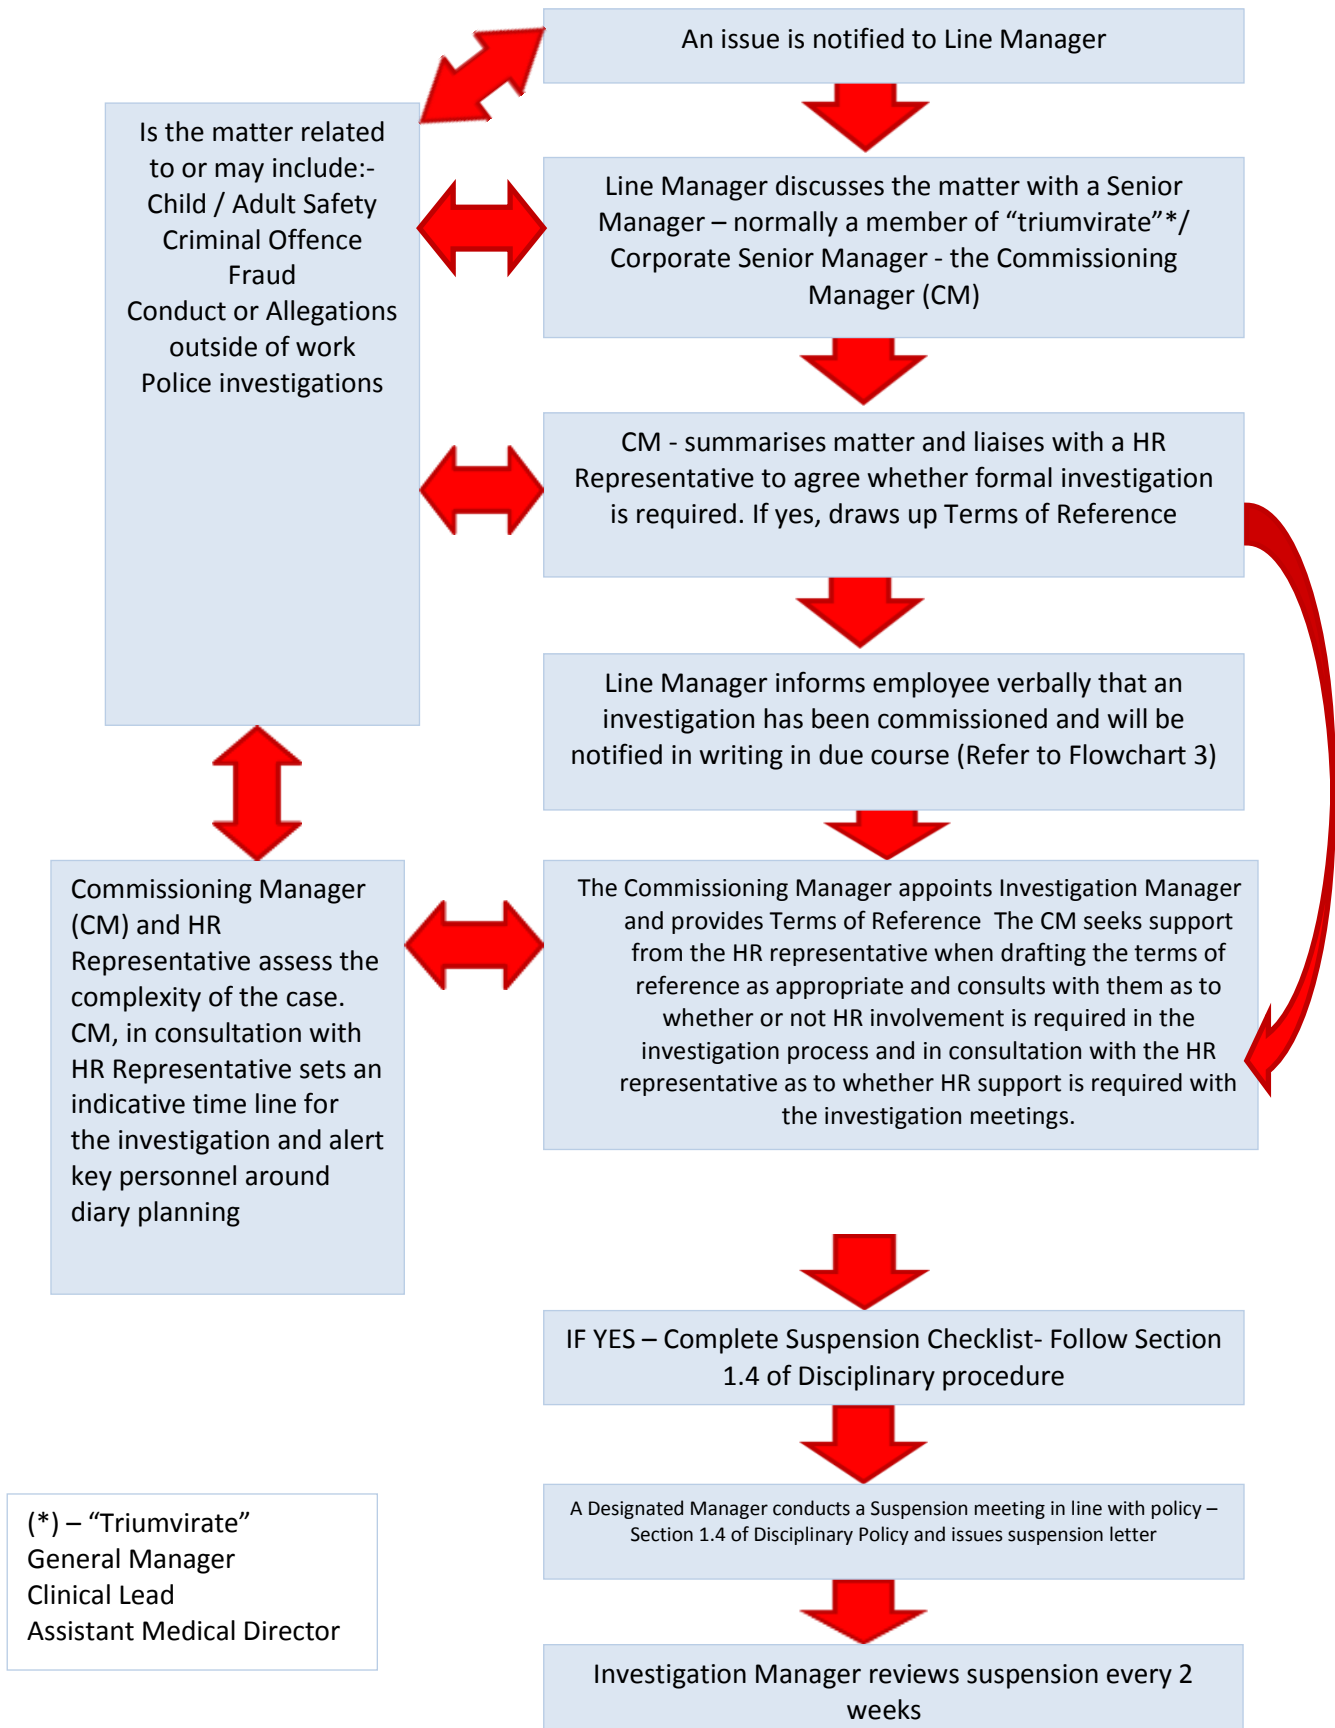 An issue is notified to Line Manager
Is the matter related
to or may include:-
Child / Adult Safety
Criminal Offence
Fraud
Conduct or Allegations
outside of work
Police investigations
Line Manager discusses the matter with a Senior
Manager – normally a member of “triumvirate”*/
Corporate Senior Manager - the Commissioning
Manager (CM)
CM - summarises matter and liaises with a HR
Representative to agree whether formal investigation
is required. If yes, draws up Terms of Reference
Line Manager informs employee verbally that an
investigation has been commissioned and will be
notified in writing in due course (Refer to Flowchart 3)
Commissioning Manager
(CM) and HR
Representative assess the
complexity of the case.
CM, in consultation with
HR Representative sets an
indicative time line for
the investigation and alert
key personnel around
diary planning
The Commissioning Manager appoints Investigation Manager
and provides Terms of Reference The CM seeks support
from the HR representative when drafting the terms of
reference as appropriate and consults with them as to
whether or not HR involvement is required in the
investigation process and in consultation with the HR
representative as to whether HR support is required with
the investigation meetings.
IF YES – Complete Suspension Checklist- Follow Section
1.4 of Disciplinary procedure
A Designated Manager conducts a Suspension meeting in line with policy –
Section 1.4 of Disciplinary Policy and issues suspension letter
(*) – “Triumvirate”
General Manager
Clinical Lead
Assistant Medical Director
Investigation Manager reviews suspension every 2
weeks